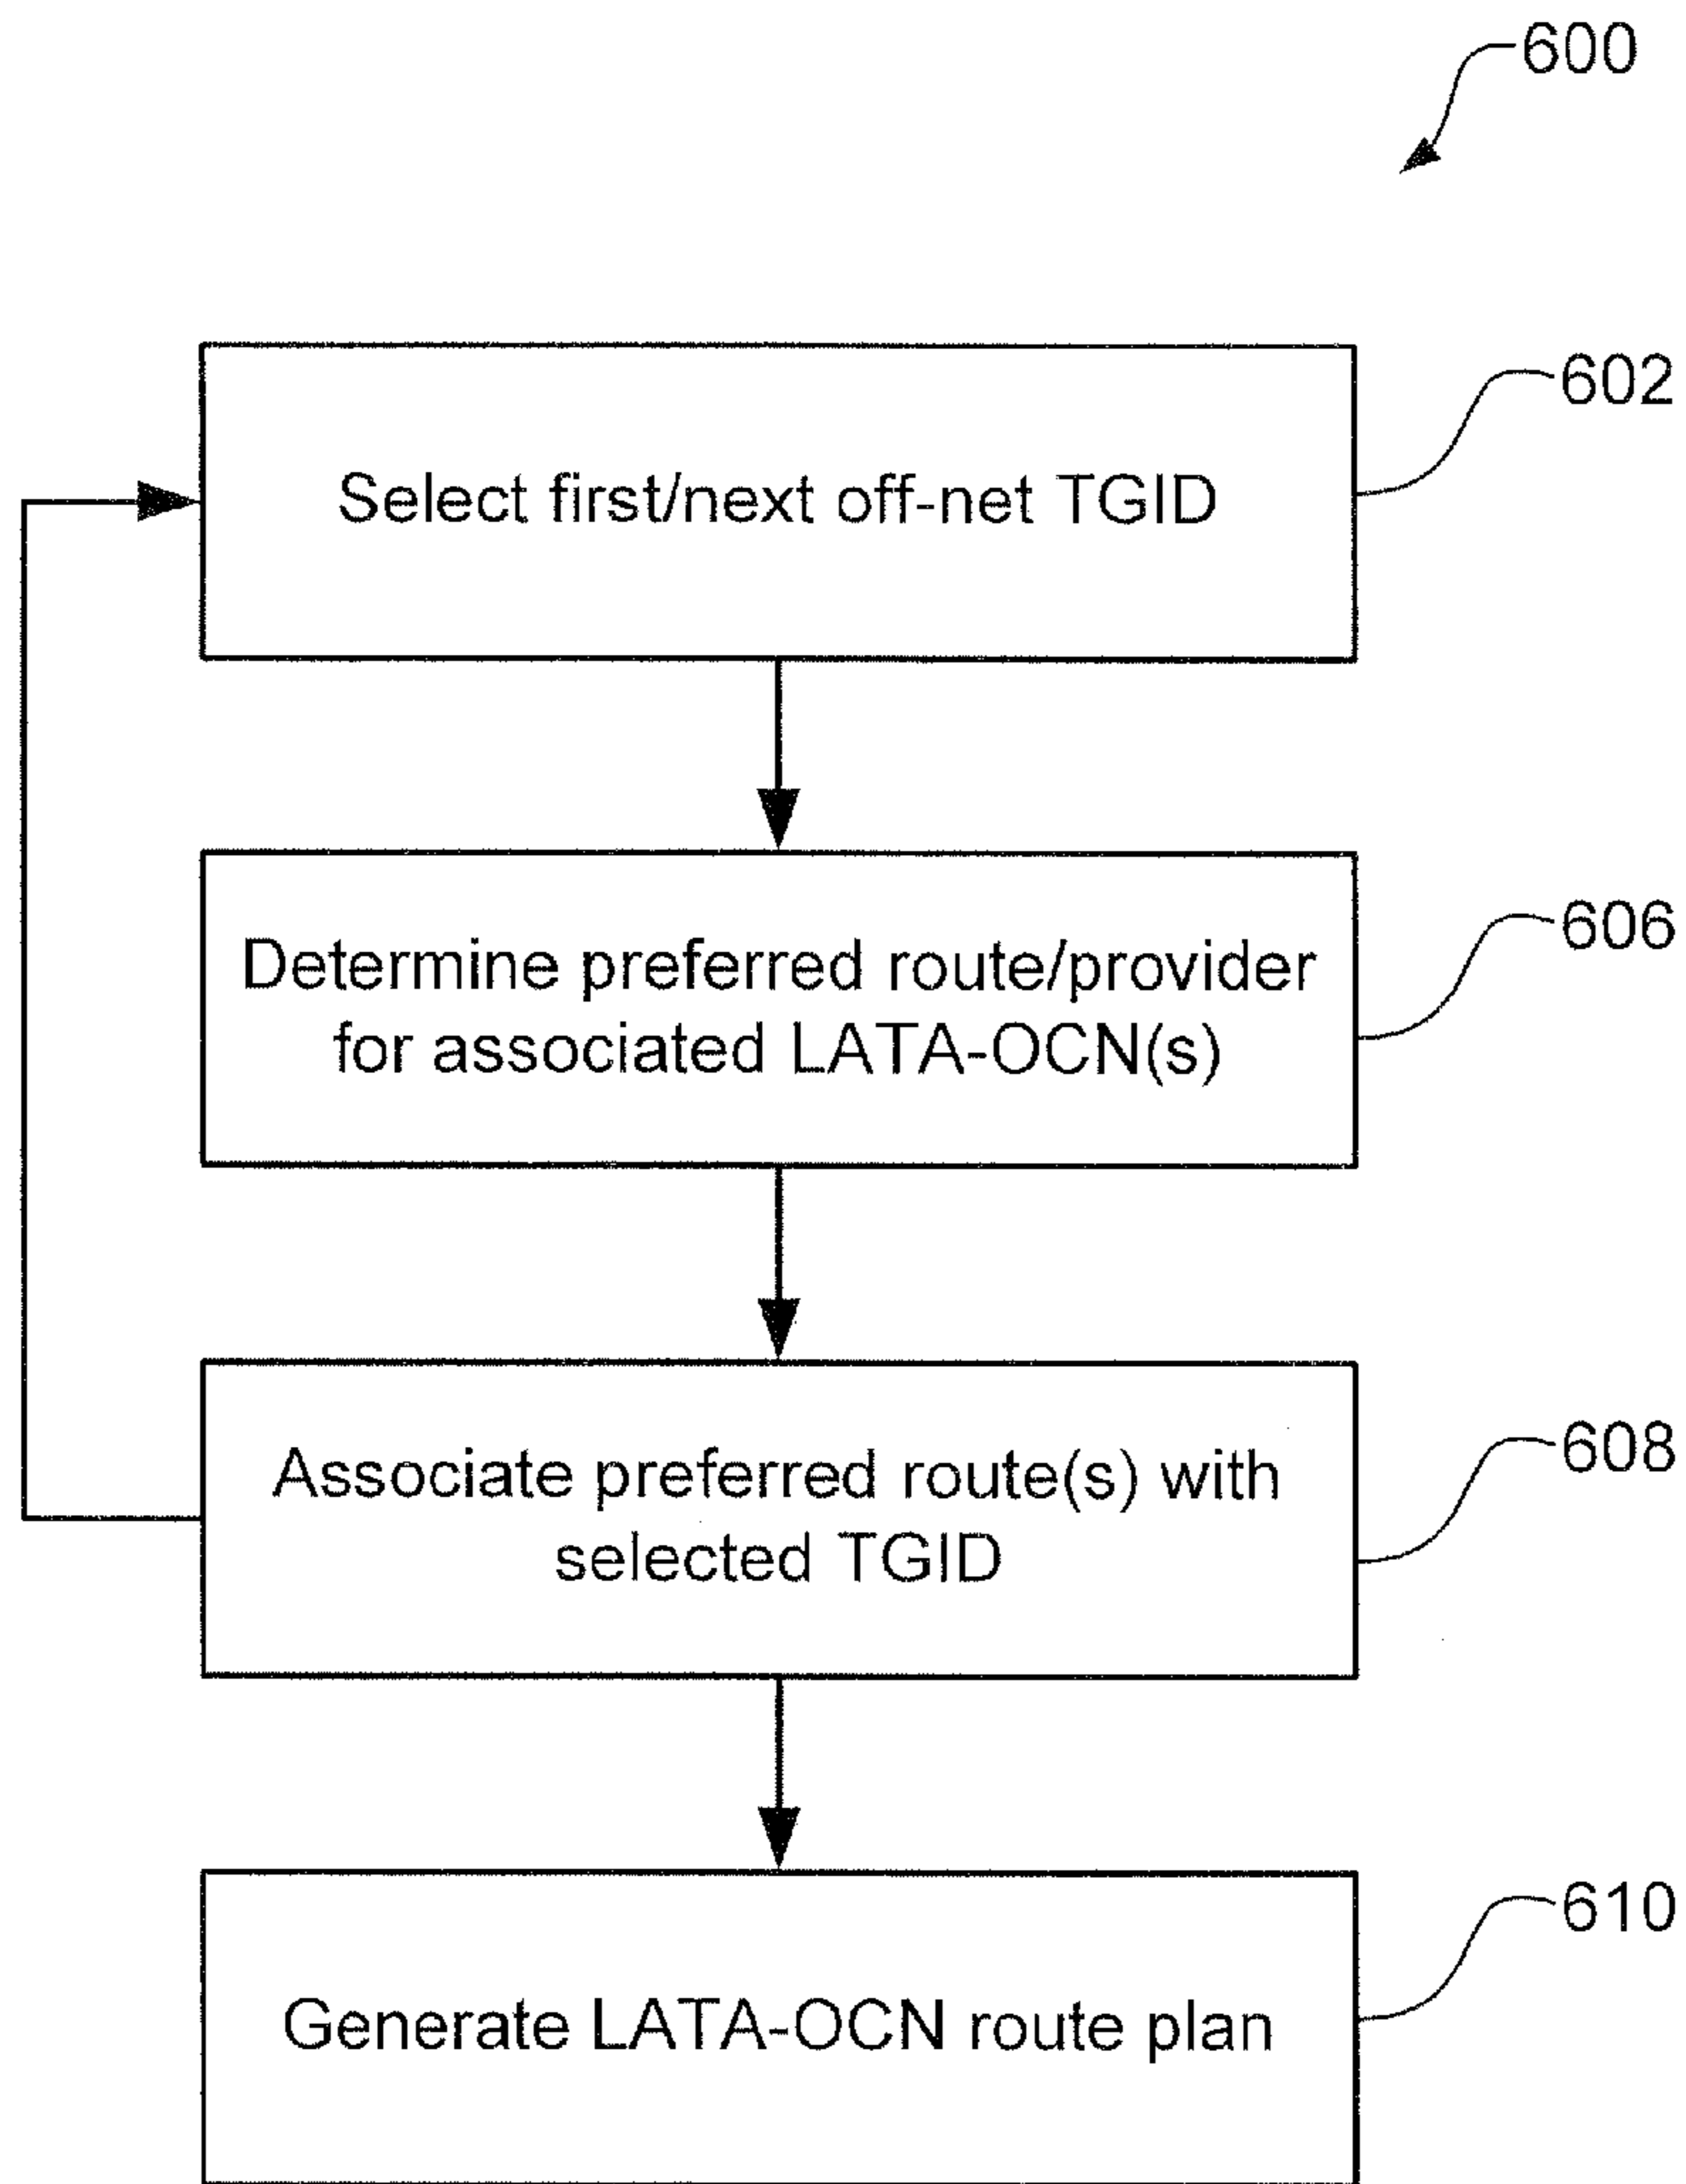 600
602
Select first/next off-net TGID
606
Determine preferred route/provider
for associated LATA-OCN(s)
608
Associate preferred route(s) with
selected TGID
610
Generate LATA-OCN route plan